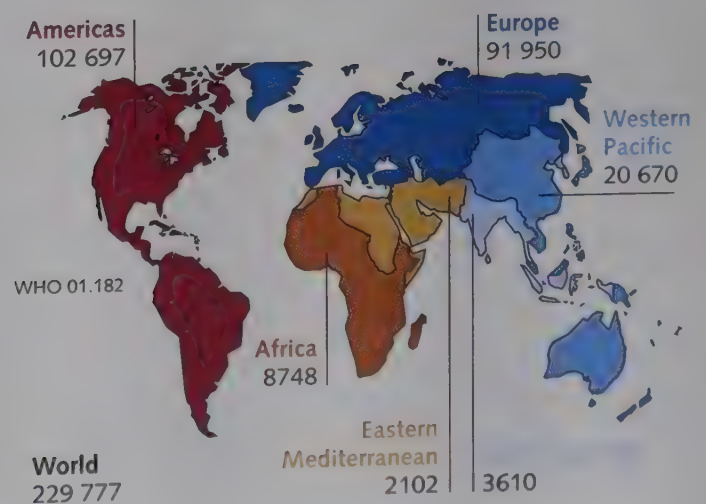 Americas
102 697
Europe
91 950
Western
Pacific
20 670
WHO 01.182
Africa
8748
Eastern
Mediterranean
2102
3610
World
229 777